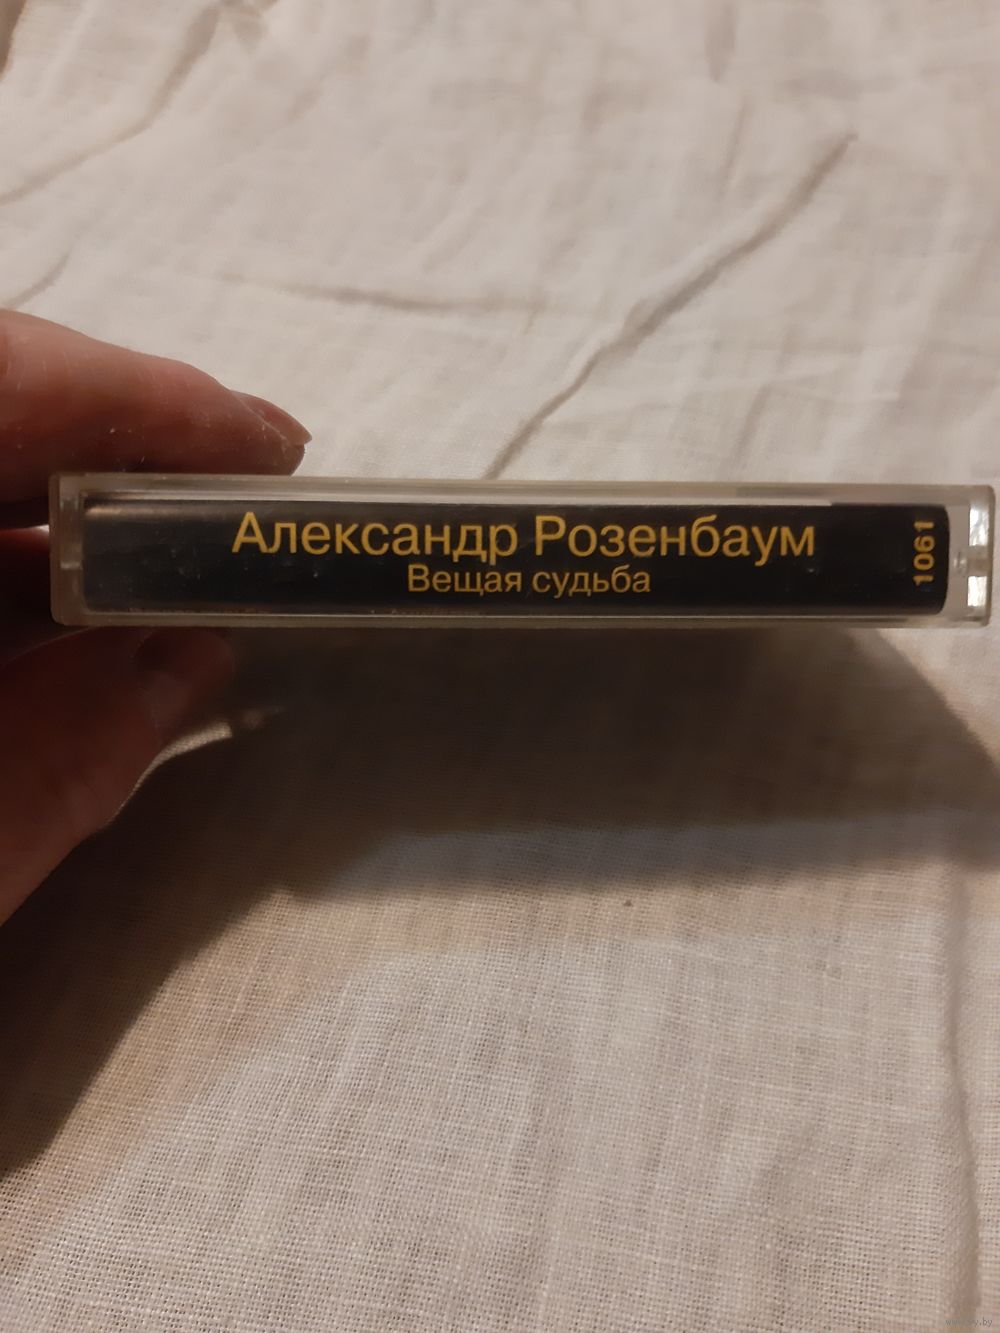 Александр Розенбаум
Вещая судьба
1061